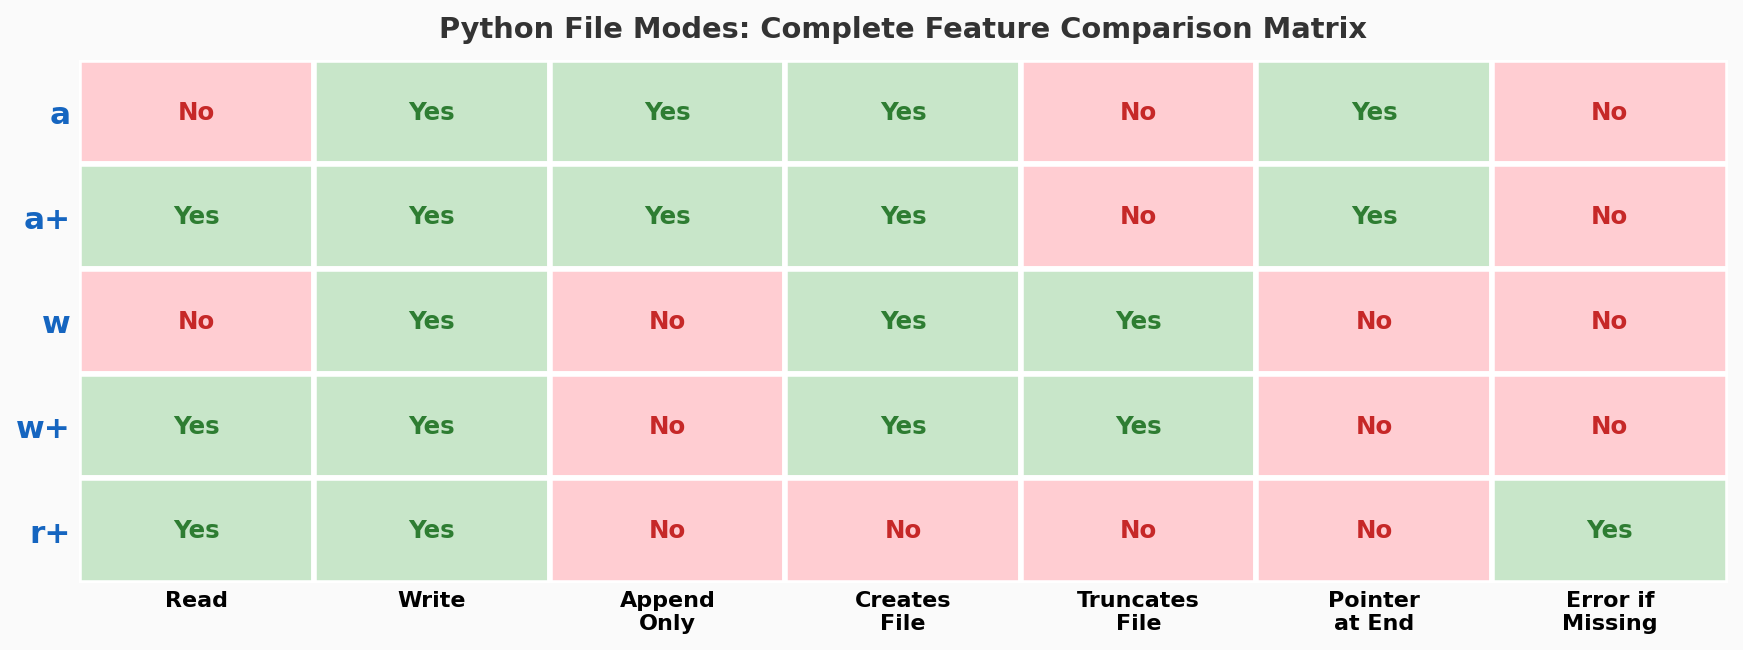 Python File Modes: Complete Feature Comparison Matrix
a No Yes Yes Yes No Yes No
a+ Yes Yes Yes Yes No Yes No
w No Yes No Yes Yes No No
w+ Yes Yes No Yes Yes No No
r+ Yes Yes No No No No Yes
Read Write Append Creates Truncates Pointer Error if
Only File File at End Missing